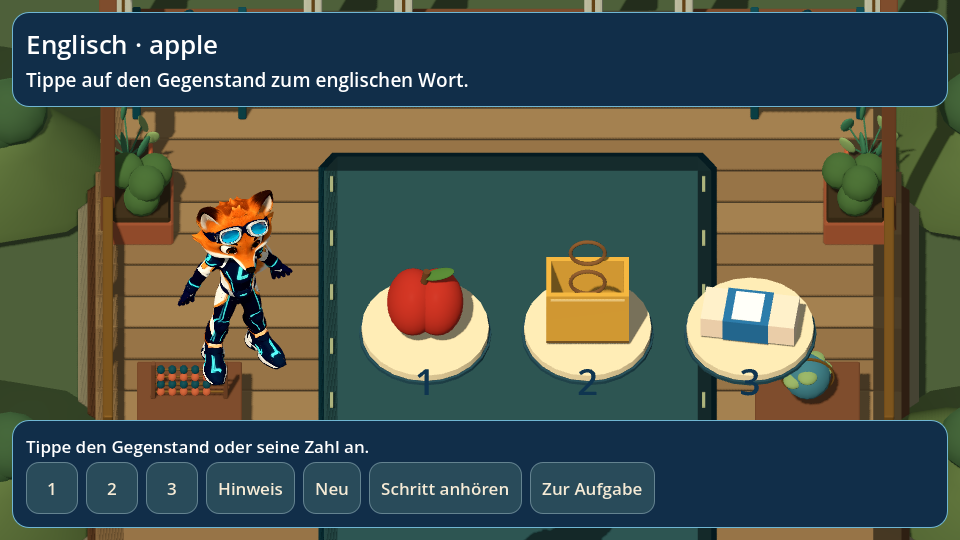 Englisch · apple
Tippe auf den Gegenstand zum englischen Wort.
1 2 3
Tippe den Gegenstand oder seine Zahl an.
1 2 3 Hinweis Neu Schritt anhören Zur Aufgabe